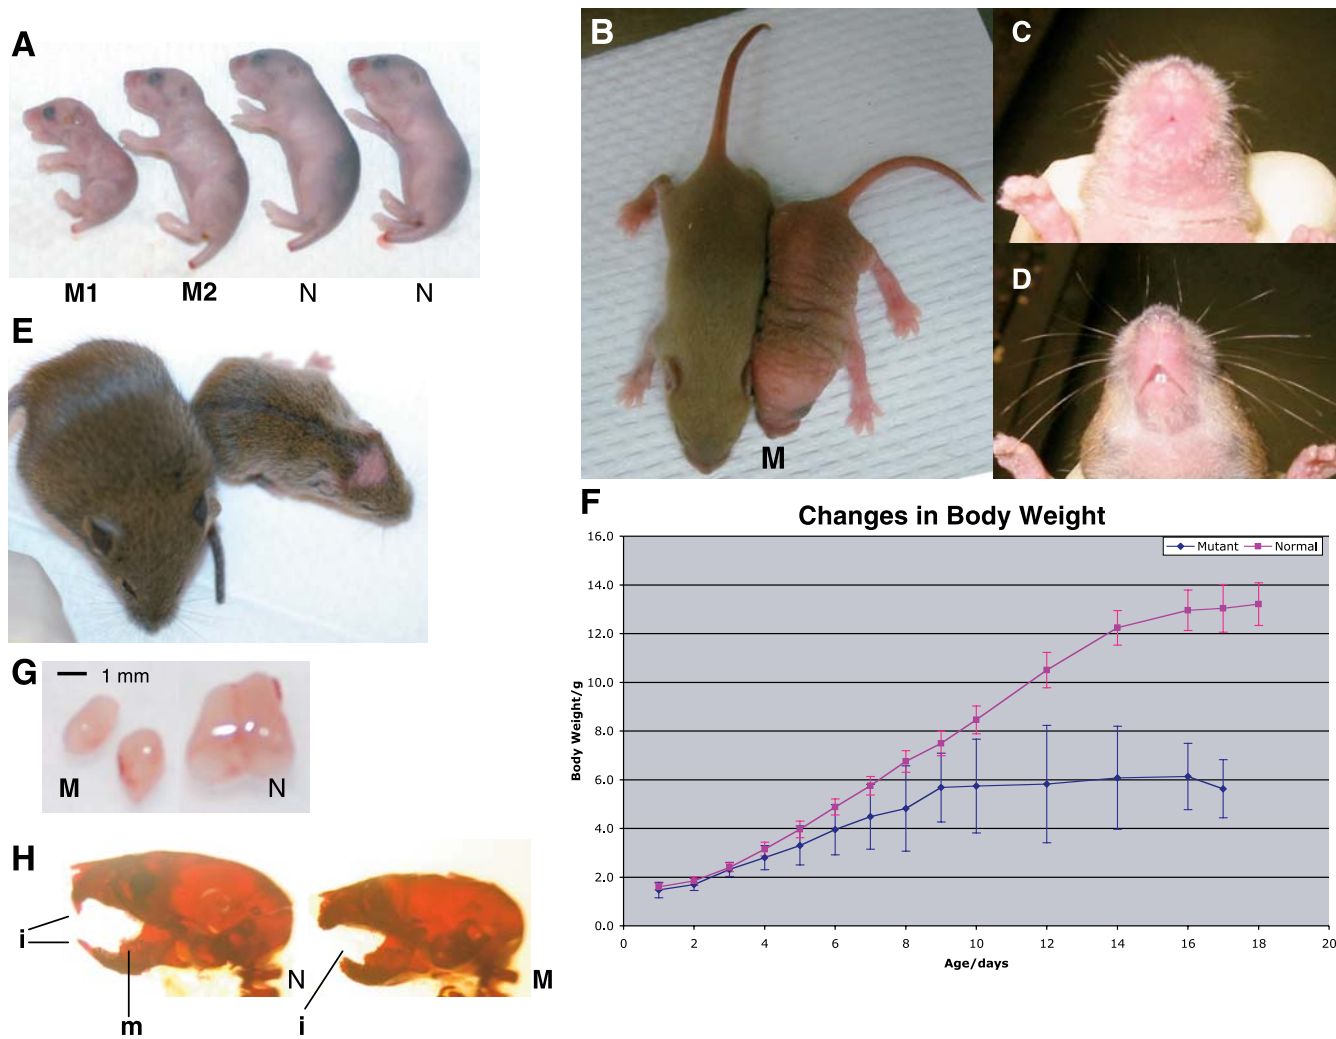 A
M1 M2 N N
B
M
C
D
E
F
Changes in Body Weight
Mutant Normal
16.0
14.0
12.0
10.0
8.0
6.0
4.0
2.0
0.0
Body Weight/g
0 2 4 6 8 10 12 14 16 18 20
Age/days
G
1 mm
M N
H
i
N M
m i